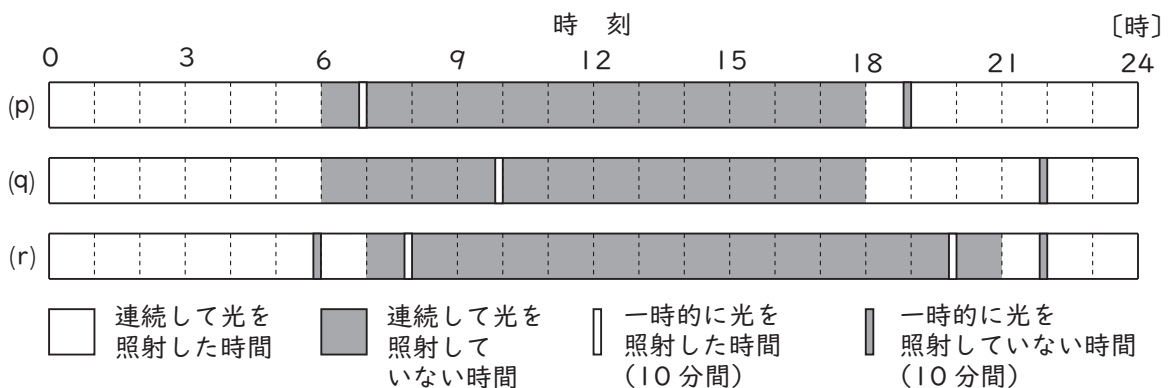 時 刻 〔時〕
0 3 6 9 12 15 18 21 24
(p)
(q)
(r)
連続して光を
照射した時間
連続して光を
照射して
いない時間
一時的に光を
照射した時間
(10分間)
一時的に光を
照射していない時間
(10分間)